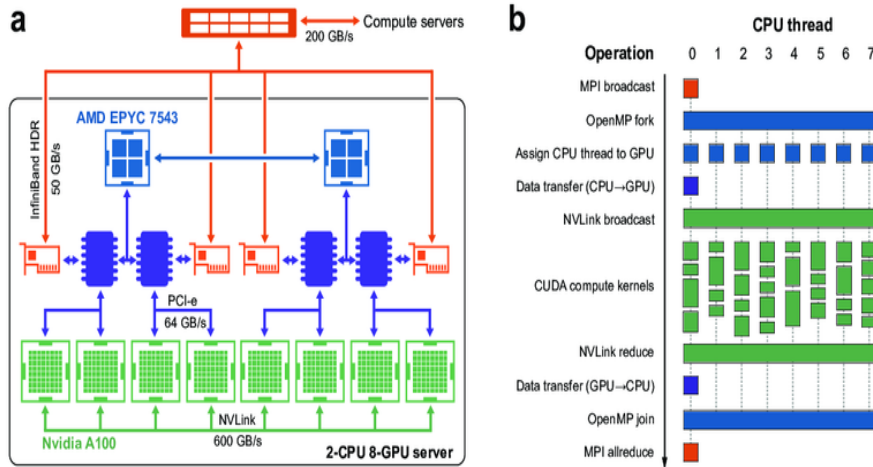 a
200 GB/s
Compute servers
AMD EPYC 7543
InfiniBand HDR
50 GB/s
PCI-e
64 GB/s
NVLink
600 GB/s
Nvidia A100
2-CPU 8-GPU server
b
CPU thread
Operation
0 1 2 3 4 5 6 7
MPI broadcast
OpenMP fork
Assign CPU thread to GPU
Data transfer (CPU→GPU)
NVLink broadcast
CUDA compute kernels
NVLink reduce
Data transfer (GPU→CPU)
OpenMP join
MPI allreduce